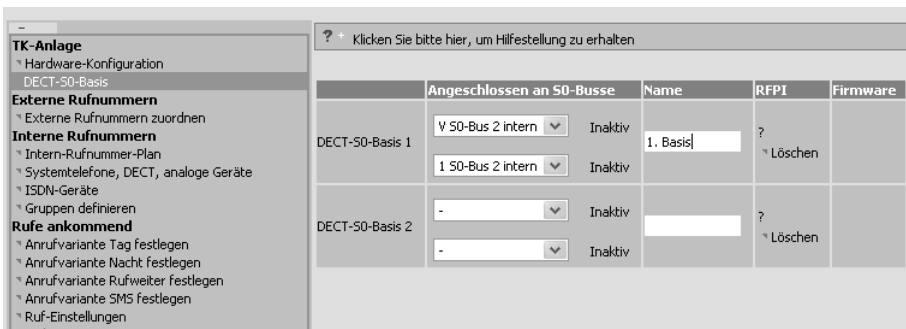 –
TK-Anlage
Hardware-Konfiguration
DECT-S0-Basis
Externe Rufnummern
Externe Rufnummern zuordnen
Interne Rufnummern
Intern-Rufnummer-Plan
Systemtelefone, DECT, analoge Geräte
ISDN-Geräte
Gruppen definieren
Rufe ankommend
Anrufvariante Tag festlegen
Anrufvariante Nacht festlegen
Anrufvariante Rufweiter festlegen
Anrufvariante SMS festlegen
Ruf-Einstellungen
? Klicken Sie bitte hier, um Hilfestellung zu erhalten
Angeschlossen an S0-Busse Name RFPI Firmware
DECT-S0-Basis 1
V S0-Bus 2 intern Inaktiv
1 S0-Bus 2 intern Inaktiv
1. Basis
?
Löschen
DECT-S0-Basis 2
- Inaktiv
- Inaktiv
?
Löschen